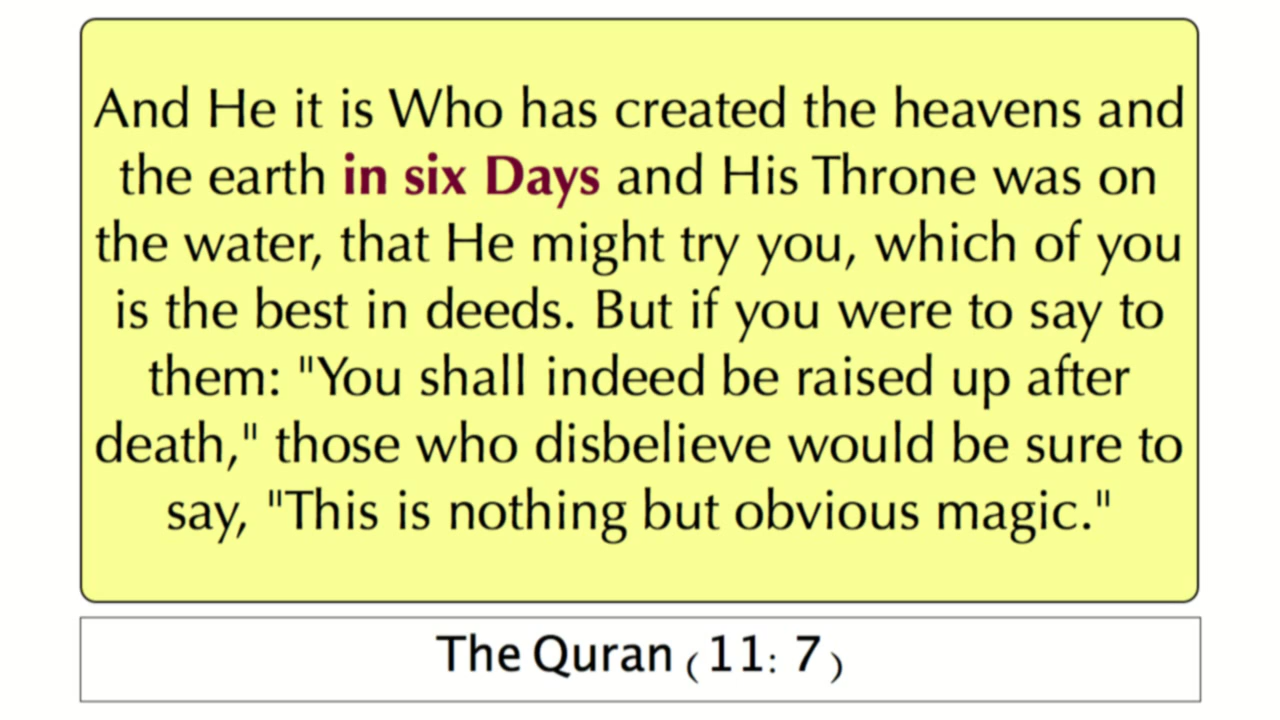 And He it is Who has created the heavens and
the earth in six Days and His Throne was on
the water, that He might try you, which of you
is the best in deeds. But if you were to say to
them: "You shall indeed be raised up after
death," those who disbelieve would be sure to
say, "This is nothing but obvious magic."
The Quran (11: 7)